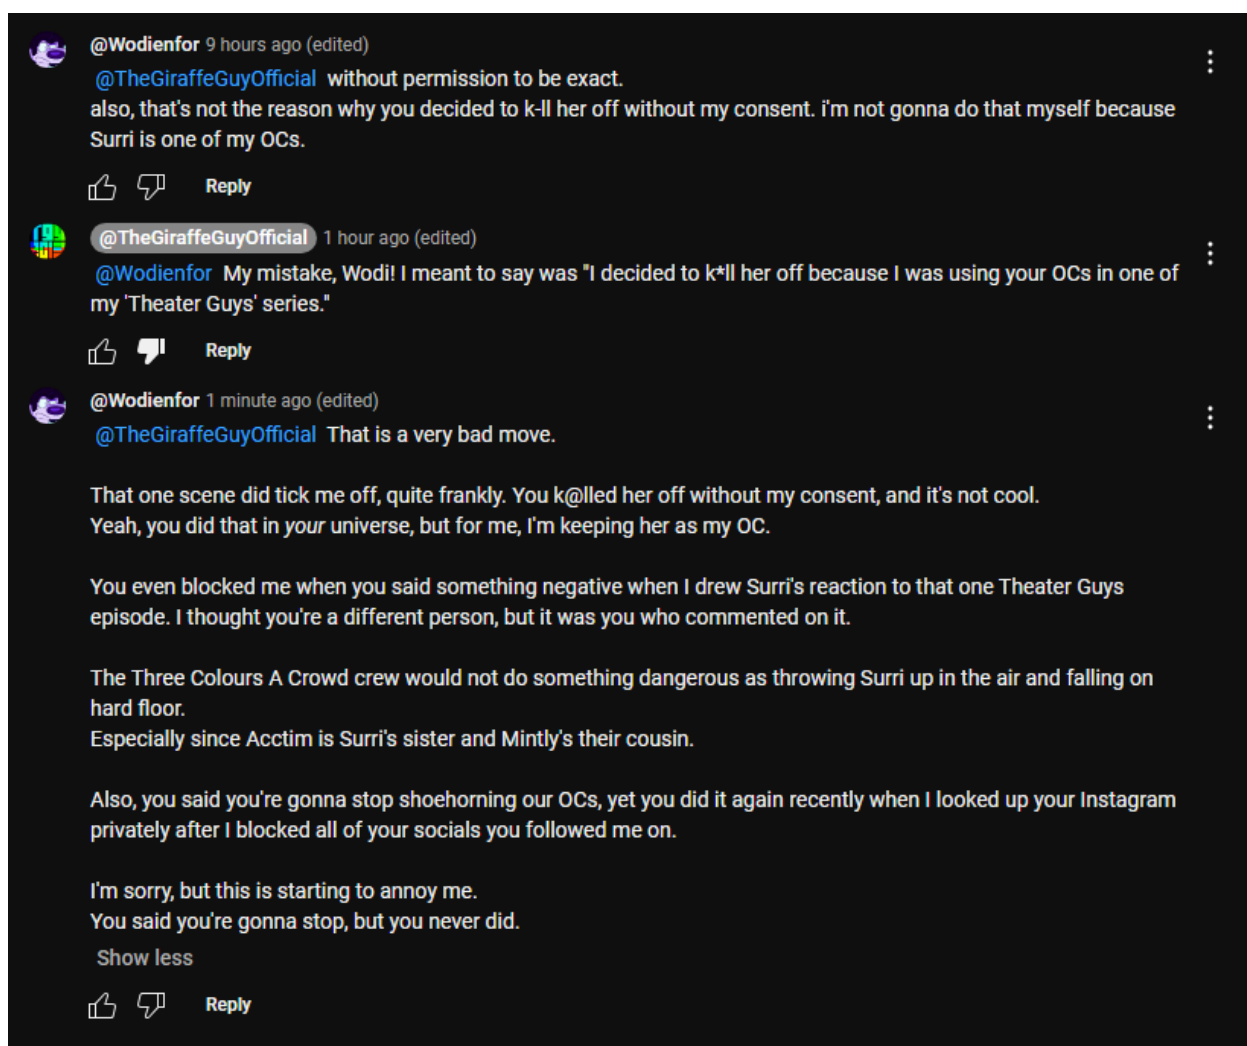 @Wodienfor 9 hours ago (edited)
@TheGiraffeGuyOfficial without permission to be exact.
also, that's not the reason why you decided to k-ll her off without my consent. i'm not gonna do that myself because
Surri is one of my OCs.
Reply
@TheGiraffeGuyOfficial 1 hour ago (edited)
@Wodienfor My mistake, Wodi! I meant to say was "I decided to k*ll her off because I was using your OCs in one of
my 'Theater Guys' series."
Reply
@Wodienfor 1 minute ago (edited)
@TheGiraffeGuyOfficial That is a very bad move.
That one scene did tick me off, quite frankly. You k@lled her off without my consent, and it's not cool.
Yeah, you did that in your universe, but for me, I'm keeping her as my OC.
You even blocked me when you said something negative when I drew Surri's reaction to that one Theater Guys
episode. I thought you're a different person, but it was you who commented on it.
The Three Colours A Crowd crew would not do something dangerous as throwing Surri up in the air and falling on
hard floor.
Especially since Acctim is Surri's sister and Mintly's their cousin.
Also, you said you're gonna stop shoehorning our OCs, yet you did it again recently when I looked up your Instagram
privately after I blocked all of your socials you followed me on.
I'm sorry, but this is starting to annoy me.
You said you're gonna stop, but you never did.
Show less
Reply